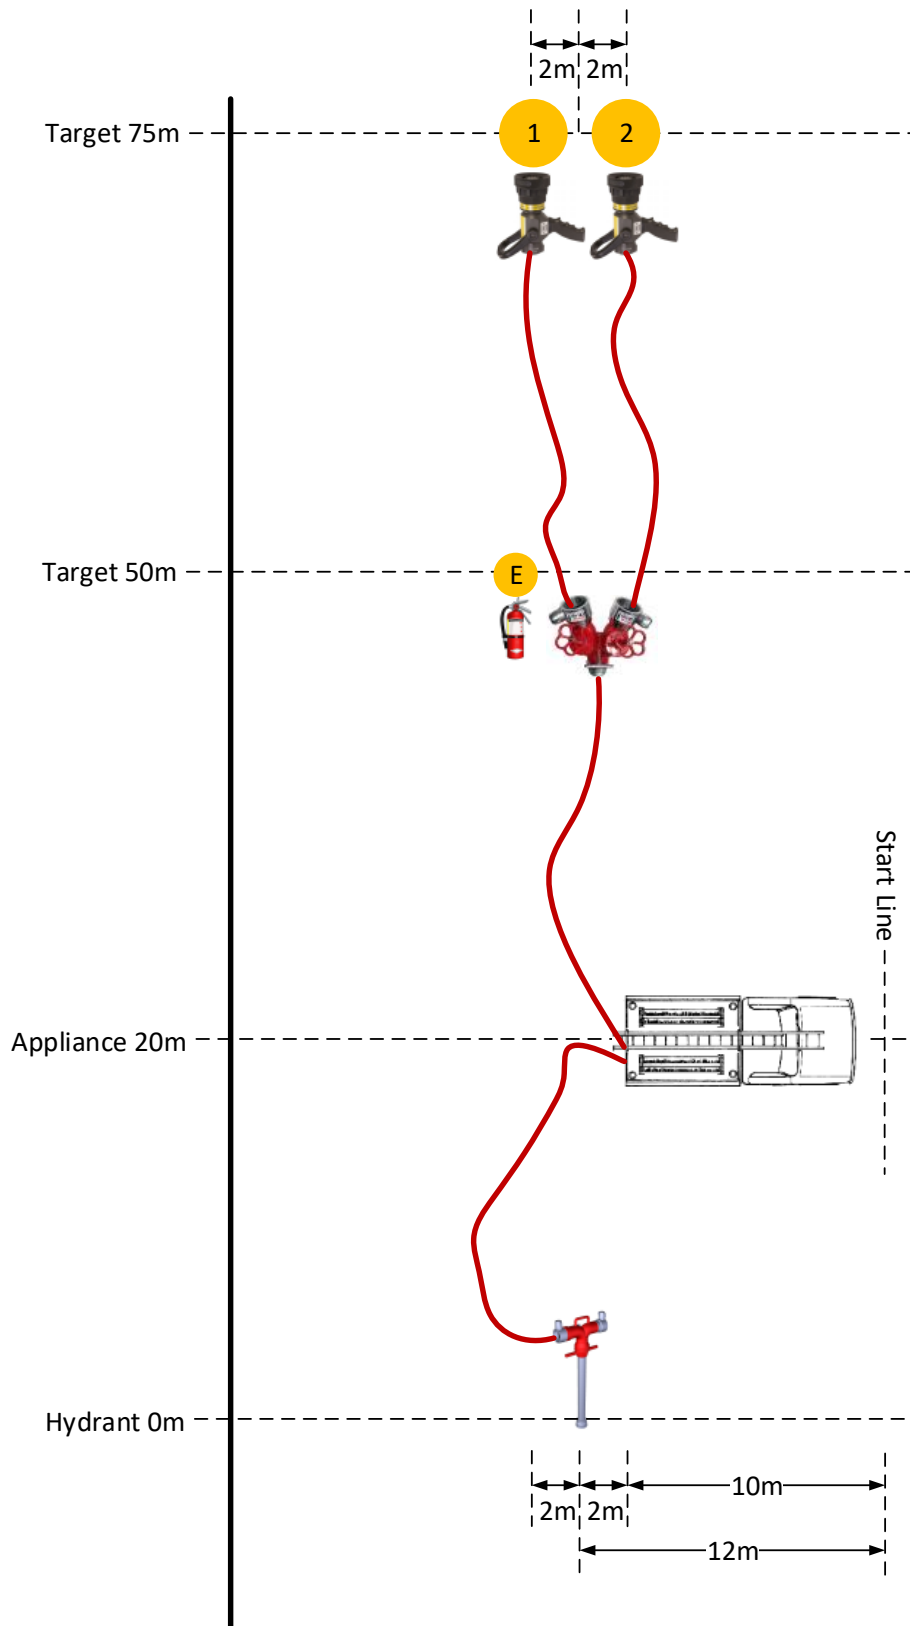 2m 2m
Target 75m
1 2
Target 50m
E
Start Line
Appliance 20m
Hydrant 0m
10m
2m 2m
12m